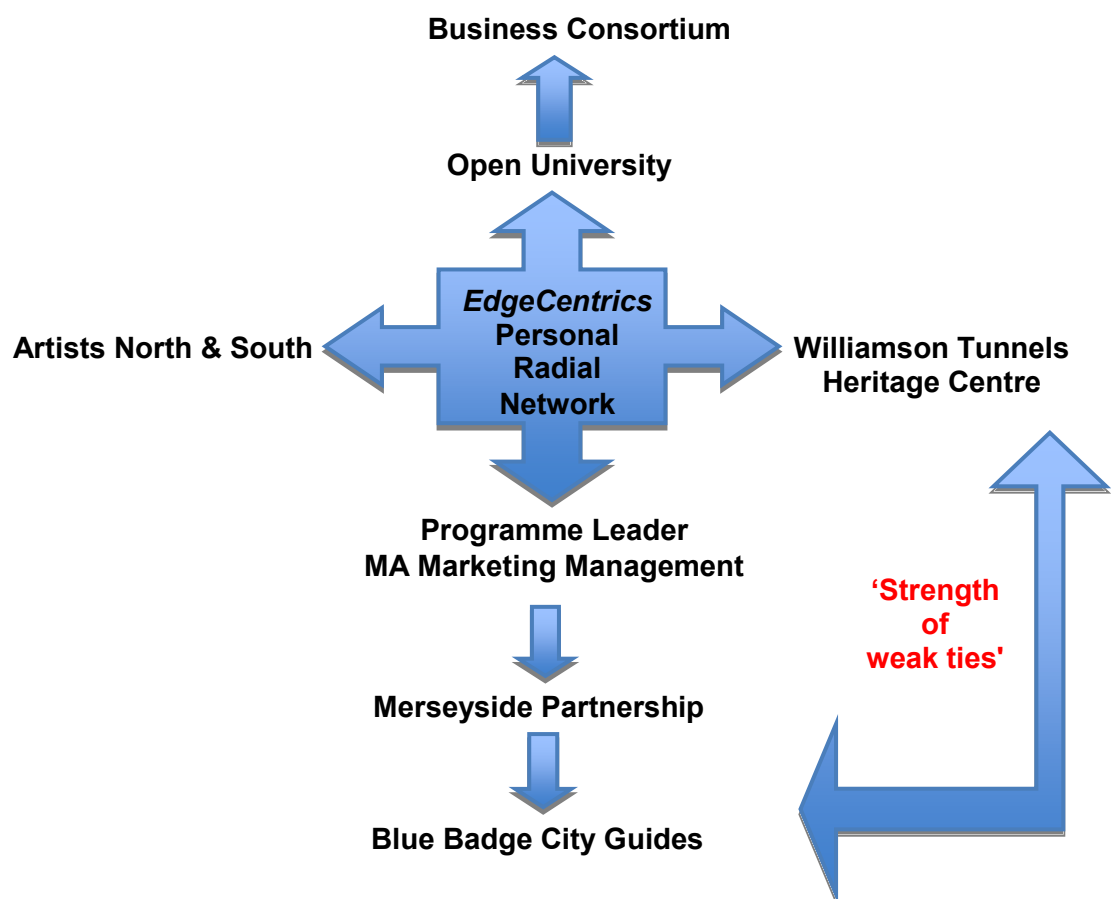 Business Consortium
Open University
EdgeCentrics
Personal
Radial
Network
Artists North & South
Williamson Tunnels
Heritage Centre
Programme Leader
MA Marketing Management
‘Strength
of
weak ties'
Merseyside Partnership
Blue Badge City Guides